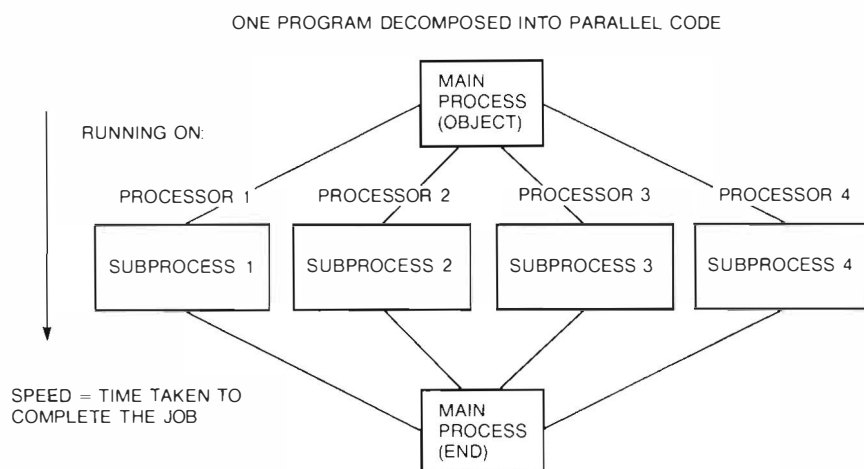 ONE PROGRAM DECOMPOSED INTO PARALLEL CODE
MAIN
PROCESS
(OBJECT)
RUNNING ON:
PROCESSOR 1
PROCESSOR 2
PROCESSOR 3
PROCESSOR 4
SUBPROCESS 1
SUBPROCESS 2
SUBPROCESS 3
SUBPROCESS 4
SPEED = TIME TAKEN TO
COMPLETE THE JOB
MAIN
PROCESS
(END)